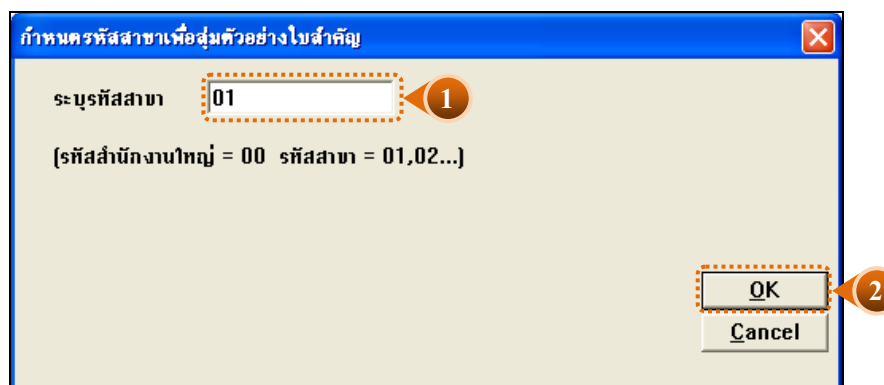 กำหนดรหัสสาขาเพื่อสุ่มตัวอย่างใบสำคัญ
ระบุรหัสสาขา 01 1
(รหัสสำนักงานใหญ่ = 00 รหัสสาขา = 01,02...)
OK 2
Cancel